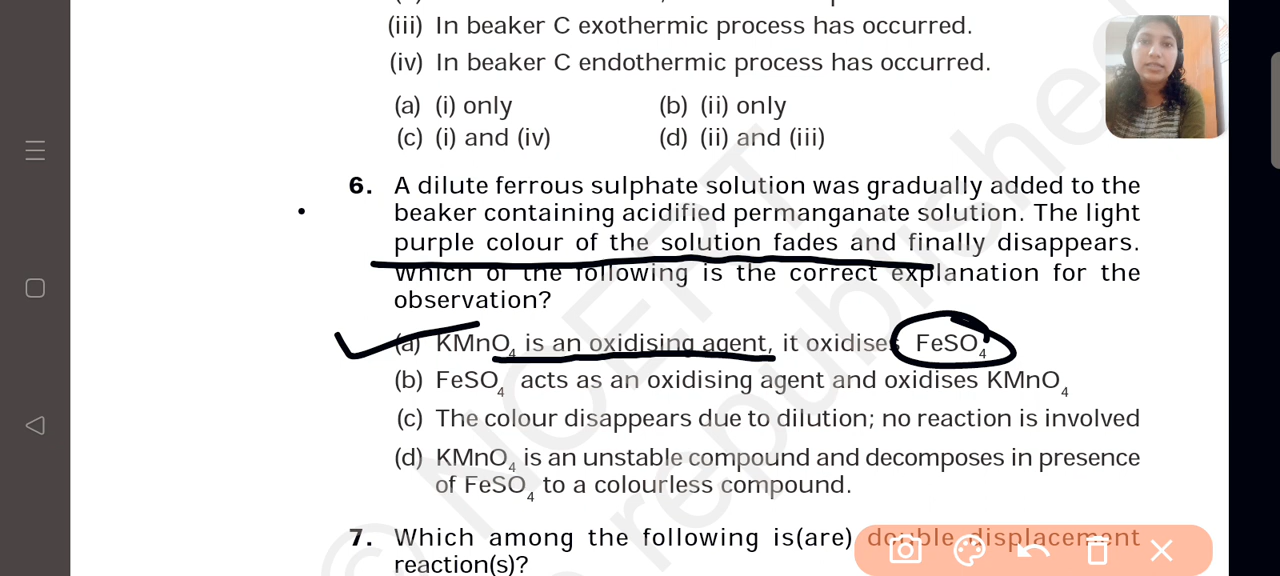 (iii) In beaker C exothermic process has occurred.
(iv) In beaker C endothermic process has occurred.
(a) (i) only (b) (ii) only
(c) (i) and (iv) (d) (ii) and (iii)
6. A dilute ferrous sulphate solution was gradually added to the
beaker containing acidified permanganate solution. The light
purple colour of the solution fades and finally disappears.
Which of the following is the correct explanation for the
observation?
(a) KMnO4 is an oxidising agent, it oxidises FeSO4
(b) FeSO4 acts as an oxidising agent and oxidises KMnO4
(c) The colour disappears due to dilution; no reaction is involved
(d) KMnO4 is an unstable compound and decomposes in presence
of FeSO4 to a colourless compound.
7. Which among the following is(are) double displacement
reaction(s)?
© NCERT
republished